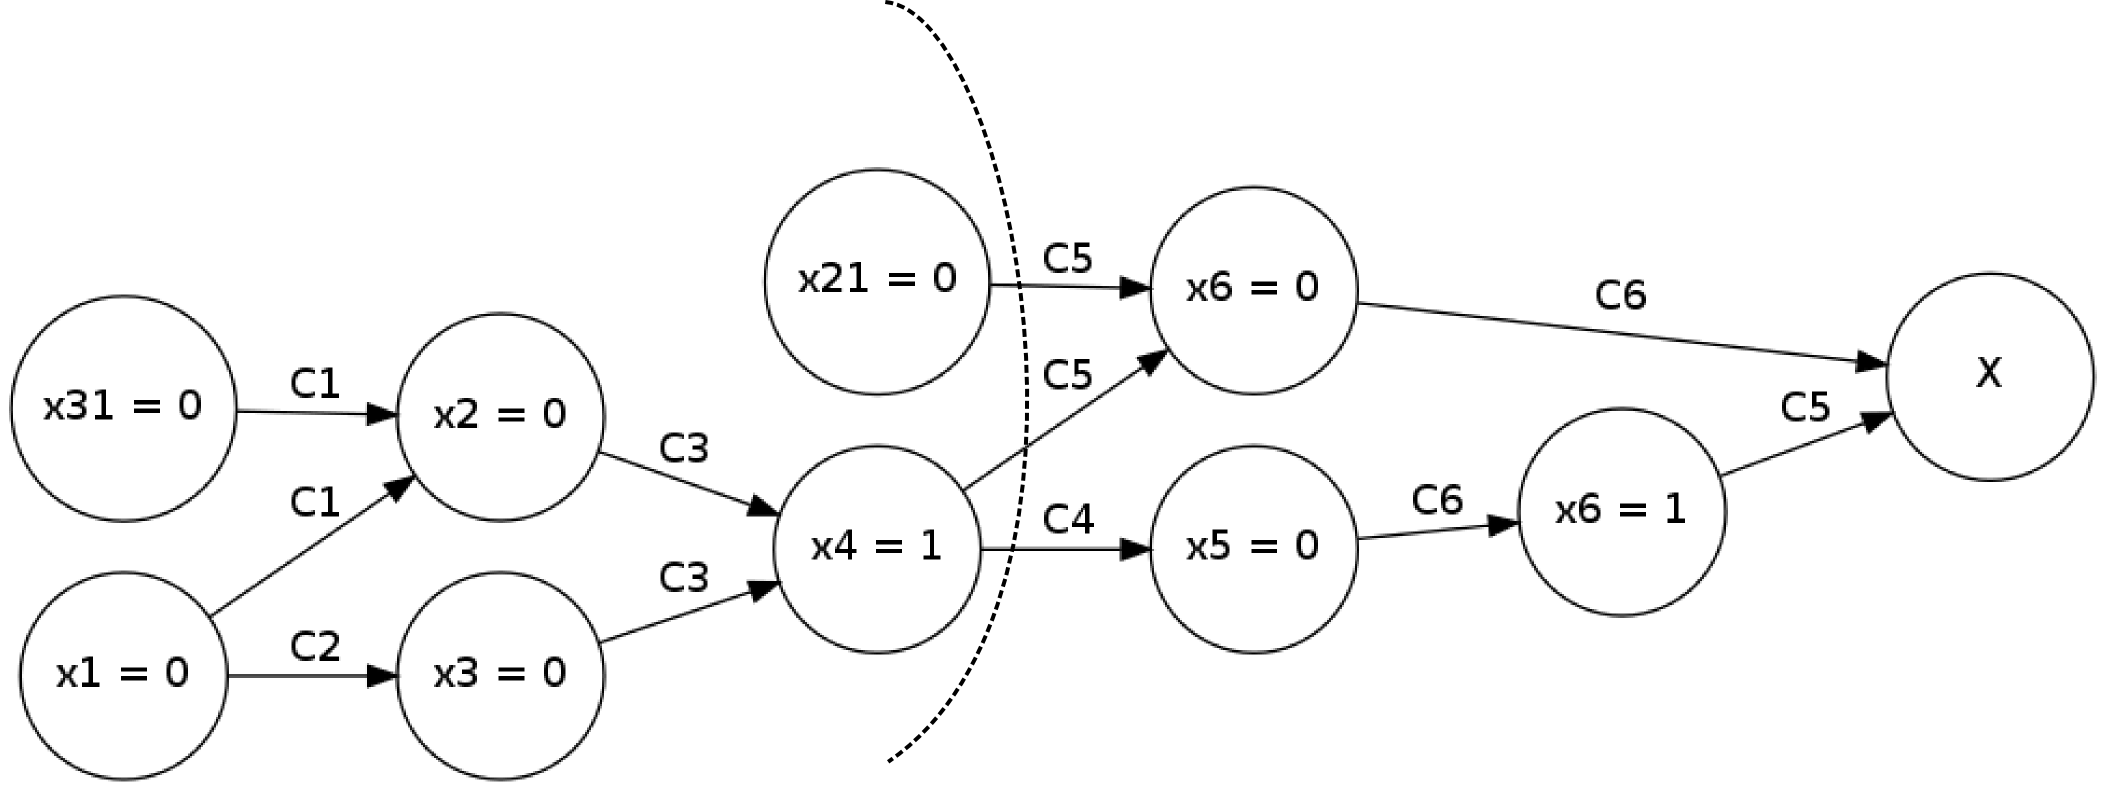 C5
x21 = 0
x6 = 0
C6
C5
X
C1
x31 = 0
x2 = 0
C3
C5
C1
C6
x6 = 1
C4
x4 = 1
x5 = 0
C3
C2
x1 = 0
x3 = 0